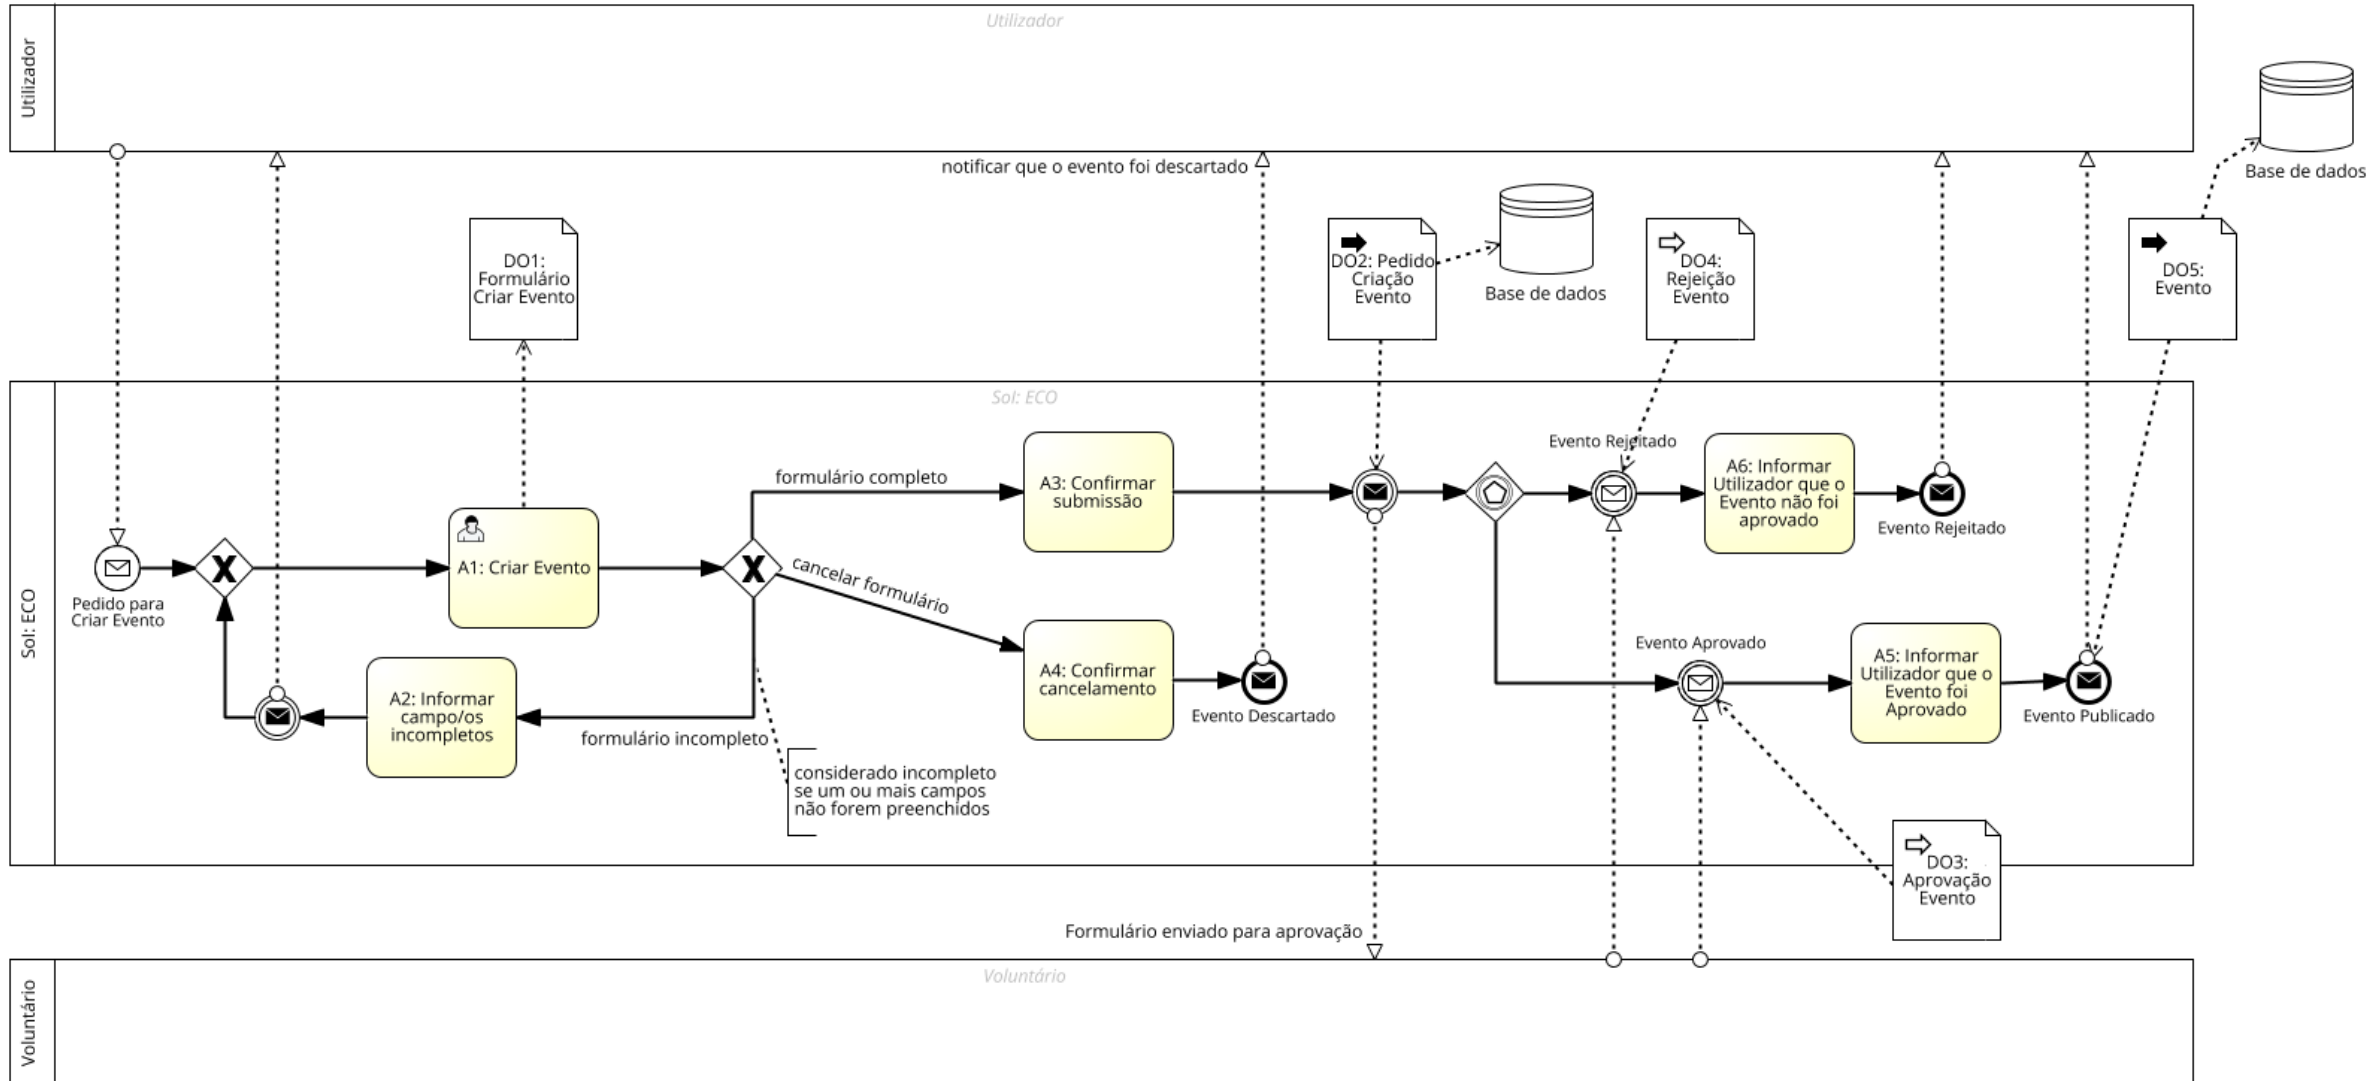 Utilizador
Utilizador
Base de dados
notificar que o evento foi descartado
DO1:
Formulário
Criar Evento
DO2: Pedido
Criação
Evento
Base de dados
DO4:
Rejeição
Evento
DO5:
Evento
Sol: ECO
Sol: ECO
Pedido para
Criar Evento
A1: Criar Evento
formulário completo
cancelar formulário
formulário incompleto
A2: Informar
campo/os
incompletos
considerado incompleto
se um ou mais campos
não forem preenchidos
A3: Confirmar
submissão
A4: Confirmar
cancelamento
Evento Descartado
Evento Rejeitado
A6: Informar
Utilizador que o
Evento não foi
aprovado
Evento Rejeitado
Evento Aprovado
A5: Informar
Utilizador que o
Evento foi
Aprovado
Evento Publicado
DO3:
Aprovação
Evento
Formulário enviado para aprovação
Voluntário
Voluntário